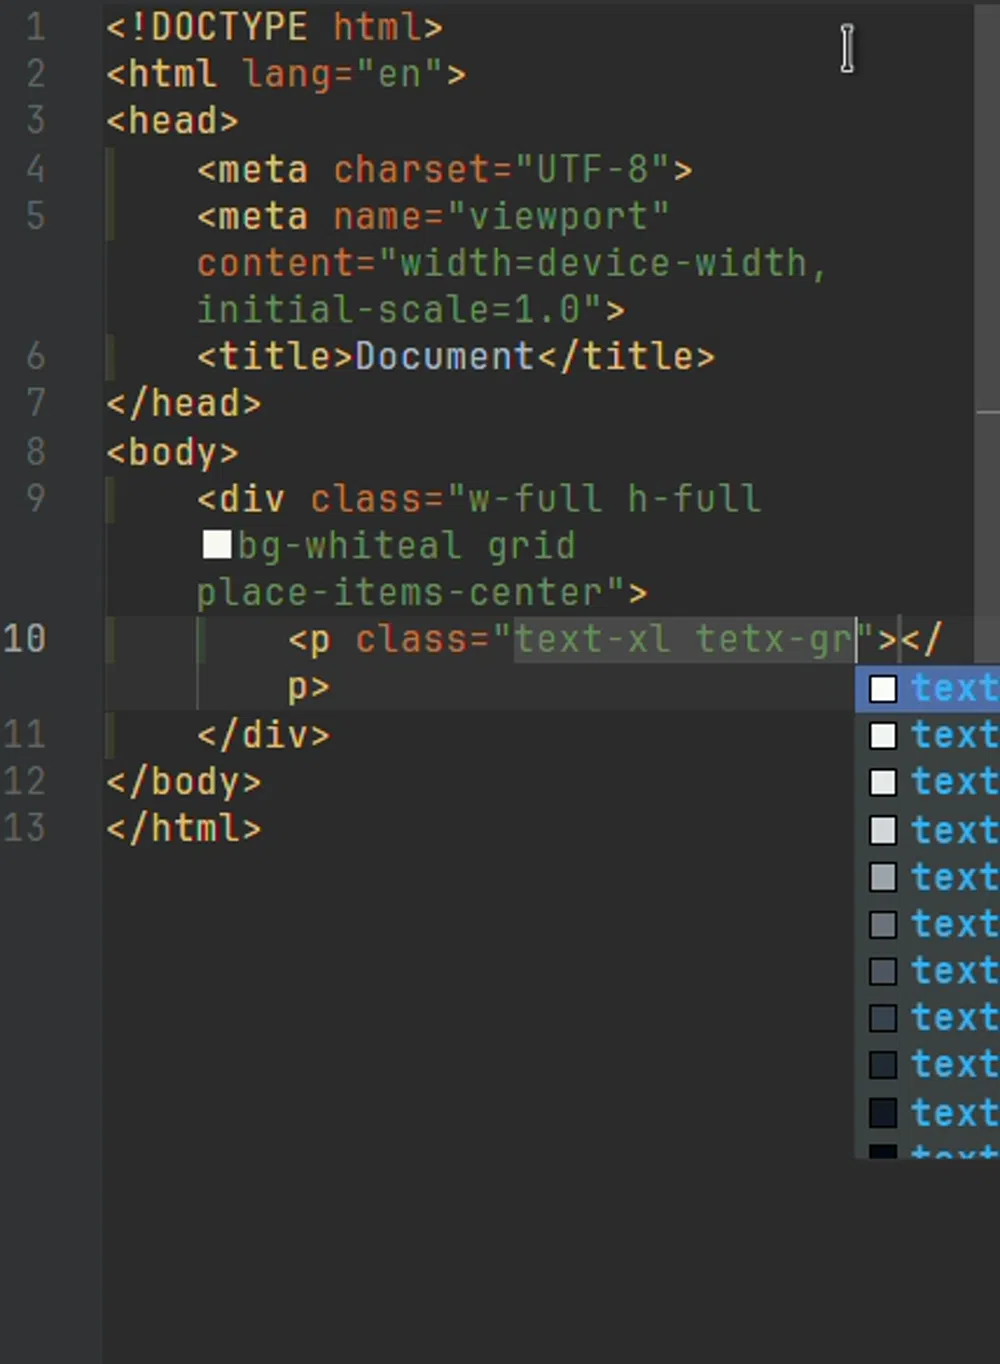 1 <!DOCTYPE html>
2 <html lang="en">
3 <head>
4 <meta charset="UTF-8">
5 <meta name="viewport"
content="width=device-width,
initial-scale=1.0">
6 <title>Document</title>
7 </head>
8 <body>
9 <div class="w-full h-full
bg-whiteal grid
place-items-center">
10 <p class="text-xl tetx-gr"></
p>
text
11 </div>
text
12 </body>
text
13 </html>
text
text
text
text
text
text
text
text